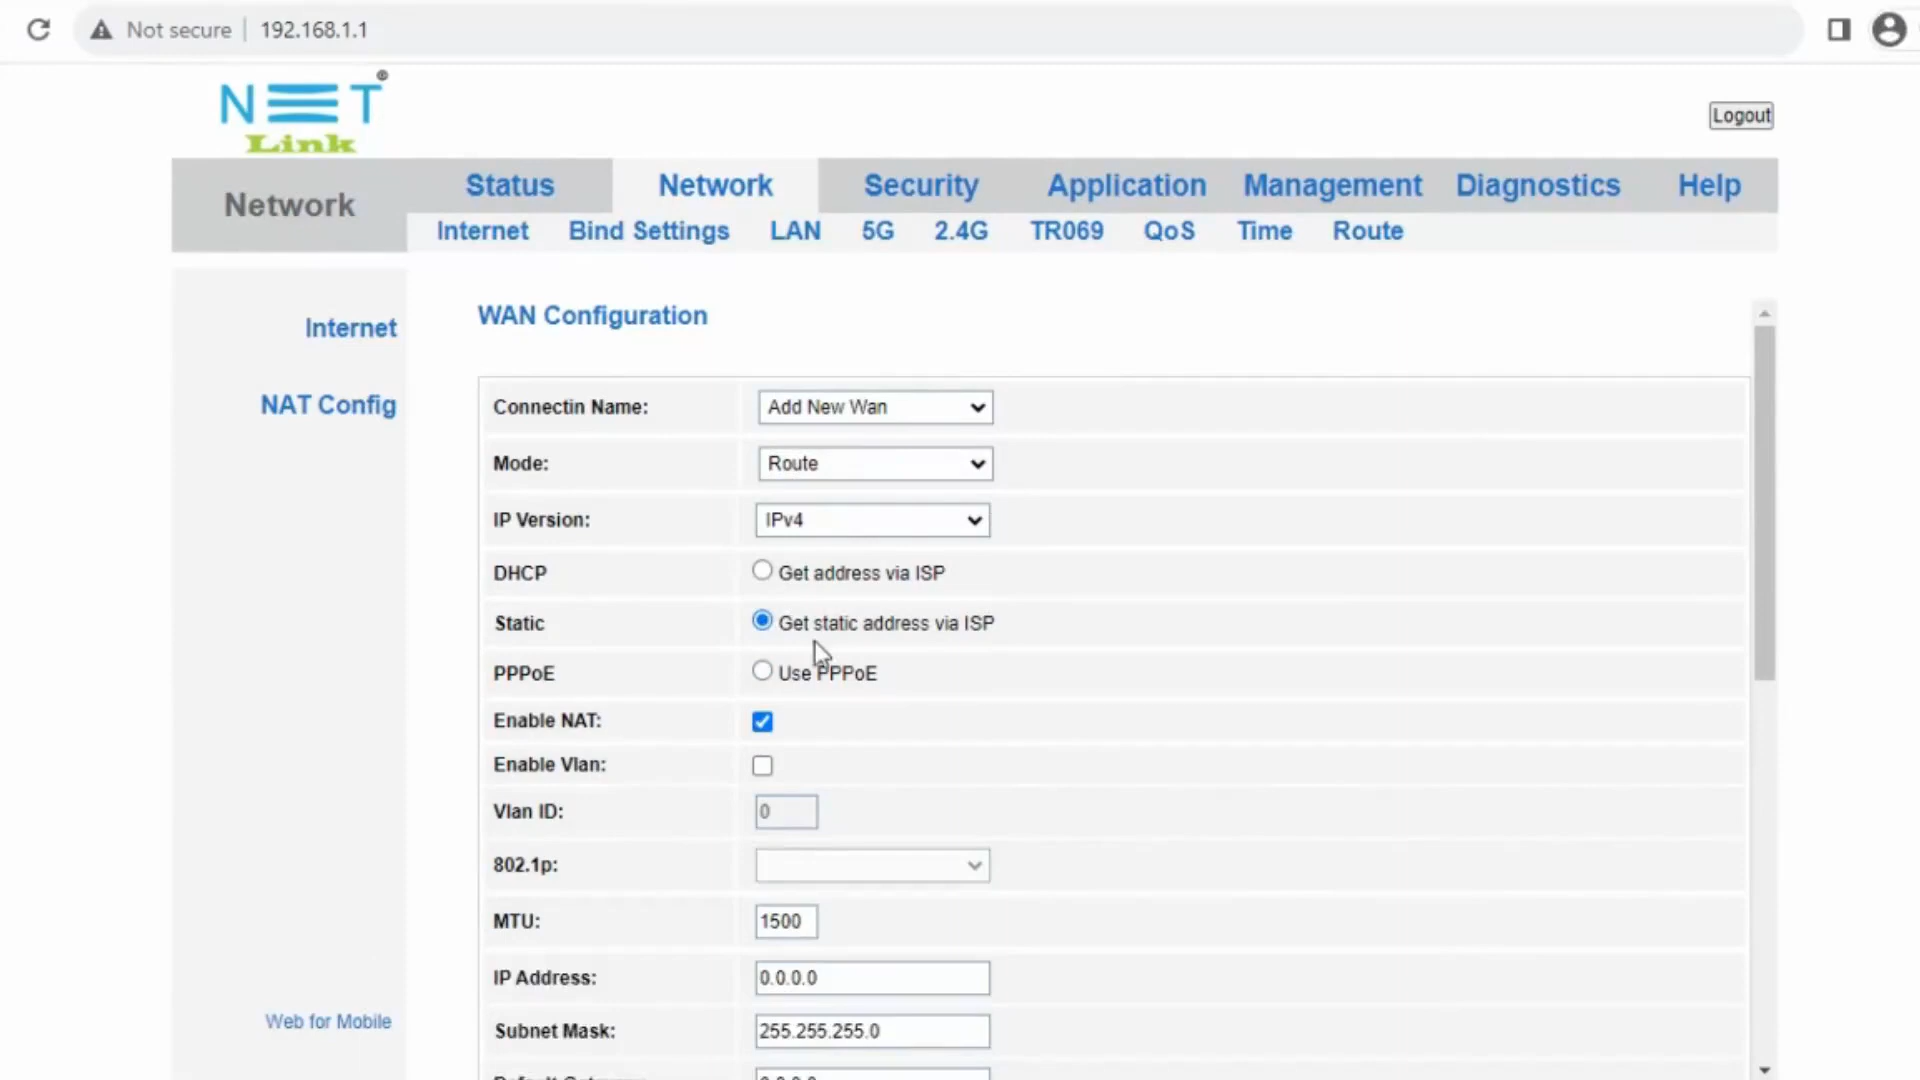 Not secure | 192.168.1.1
NET®
Link
Logout
Network
Status Network Security Application Management Diagnostics Help
Internet Bind Settings LAN 5G 2.4G TR069 QoS Time Route
Internet
NAT Config
WAN Configuration
Connectin Name: Add New Wan
Mode: Route
IP Version: IPv4
DHCP Get address via ISP
Static Get static address via ISP
PPPoE Use PPPoE
Enable NAT:
Enable Vlan:
Vlan ID: 0
802.1p:
MTU: 1500
IP Address: 0.0.0.0
Subnet Mask: 255.255.255.0
Web for Mobile